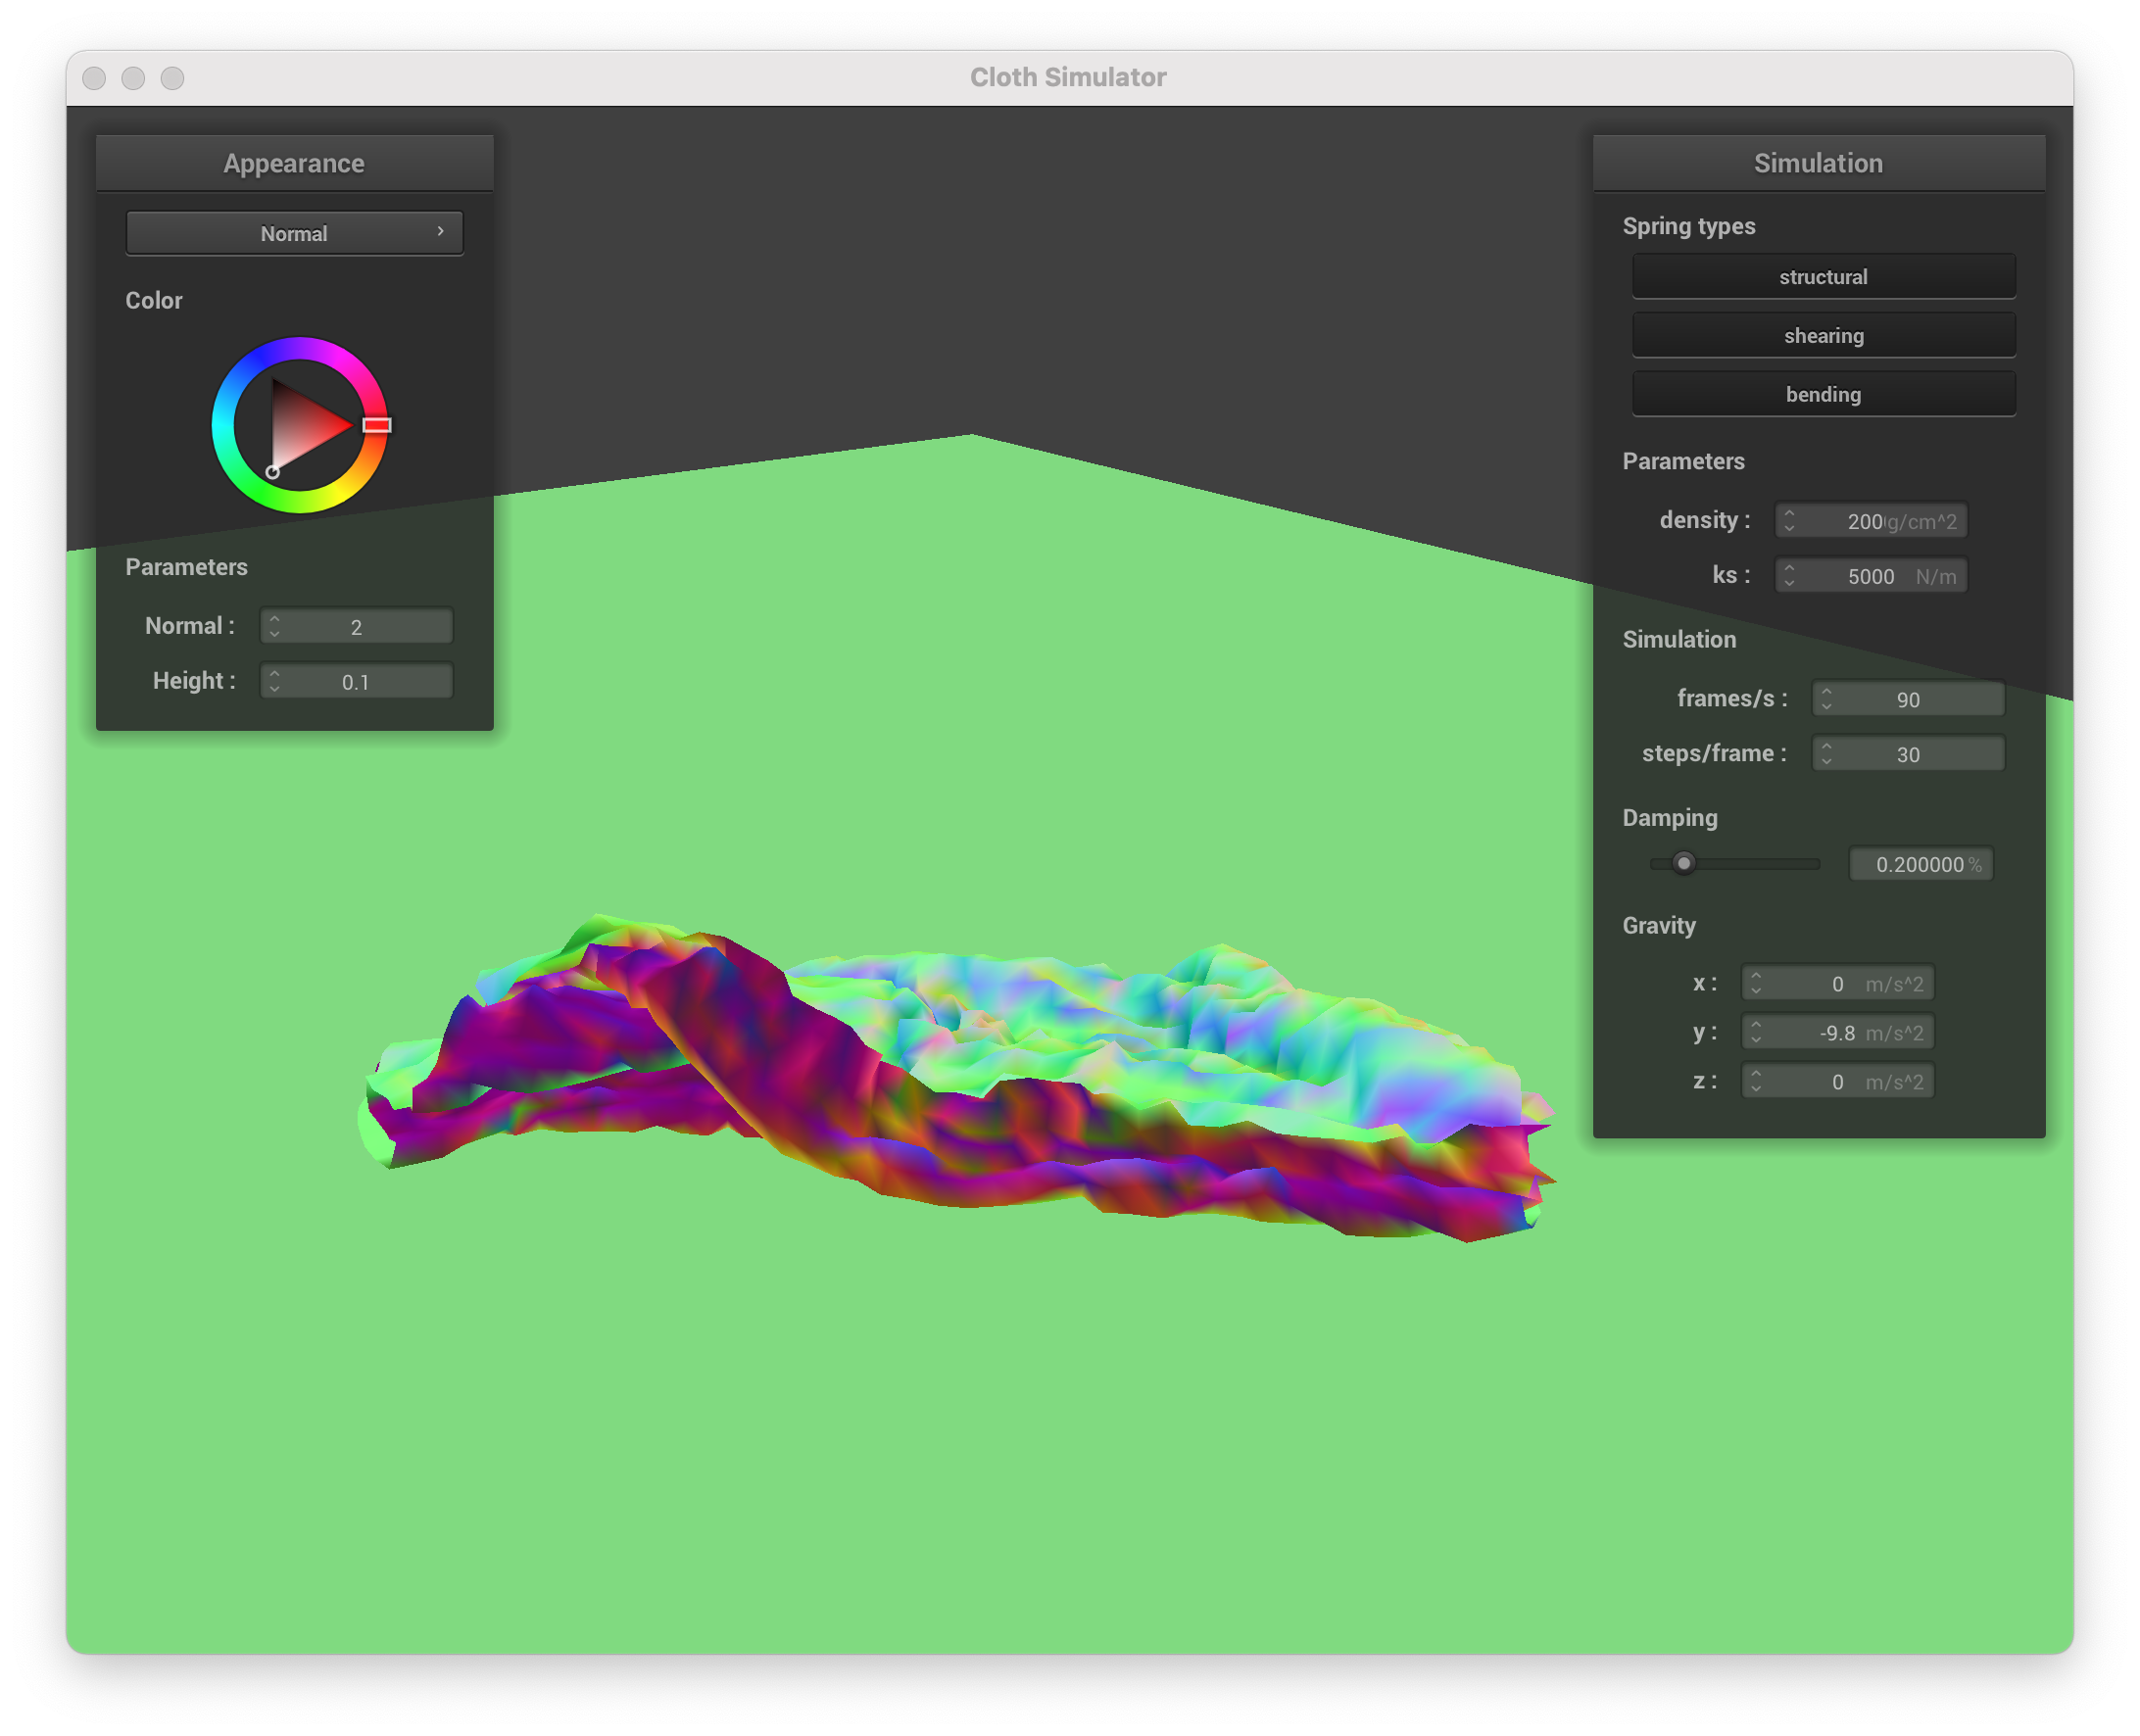 Cloth Simulator
Appearance
Normal
Color
Parameters
Normal :
2
Height :
0.1
Simulation
Spring types
structural
shearing
bending
Parameters
density :
200 g/cm^2
ks :
5000 N/m
Simulation
frames/s :
90
steps/frame :
30
Damping
0.200000 %
Gravity
x :
0 m/s^2
y :
-9.8 m/s^2
z :
0 m/s^2